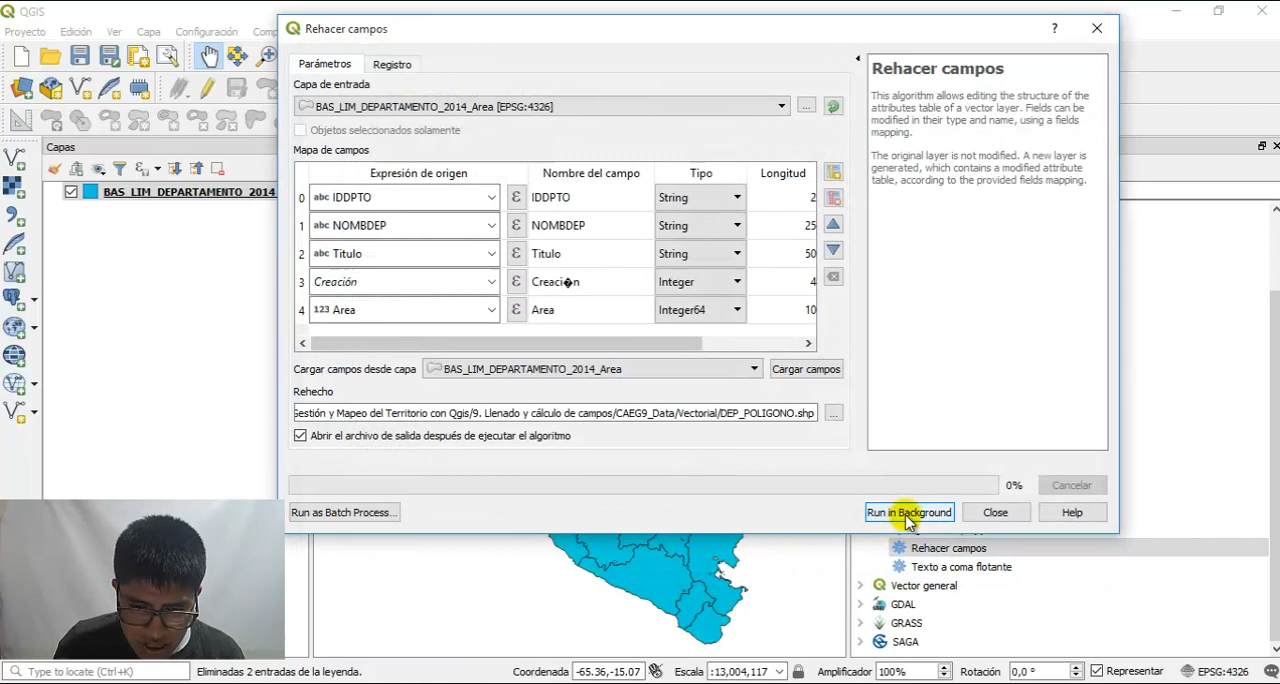 QGIS
Proyecto Edición Ver Capa Configuración
Rehacer campos
?
Parámetros Registro
Capa de entrada
BAS_LIM_DEPARTAMENTO_2014_Area [EPSG:4326]
...
Objetos seleccionados solamente
Mapa de campos
Expresión de origen Nombre del campo Tipo Longitud
0 abc IDDPTO ε IDDPTO String 2
1 abc NOMBDEP ε NOMBDEP String 25
2 abc Titulo ε Titulo String 50
3 Creación ε Creaci�n Integer 4
4 123 Area ε Area Integer64 10
Cargar campos desde capa BAS_LIM_DEPARTAMENTO_2014_Area Cargar campos
Rehecho
Gestión y Mapeo del Territorio con Qgis/9. Llenado y cálculo de campos/CAEG9_Data/Vectorial/DEP_POLIGONO.shp ...
Abrir el archivo de salida después de ejecutar el algoritmo
0% Cancelar
Run as Batch Process... Run in Background Close Help
Rehacer campos
This algorithm allows editing the structure of the
attributes table of a vector layer. Fields can be
modified in their type and name, using a fields
mapping.
The original layer is not modified. A new layer is
generated, which contains a modified attribute
table, according to the provided fields mapping.
Capas
BAS_LIM_DEPARTAMENTO_2014
Rehacer campos
Texto a coma flotante
Vector general
GDAL
GRASS
SAGA
Type to locate (Ctrl+K) Eliminadas 2 entradas de la leyenda. Coordenada -65.36,-15.07 Escala :13,004,117 Amplificador 100% Rotación 0,0 ° Representar EPSG:4326